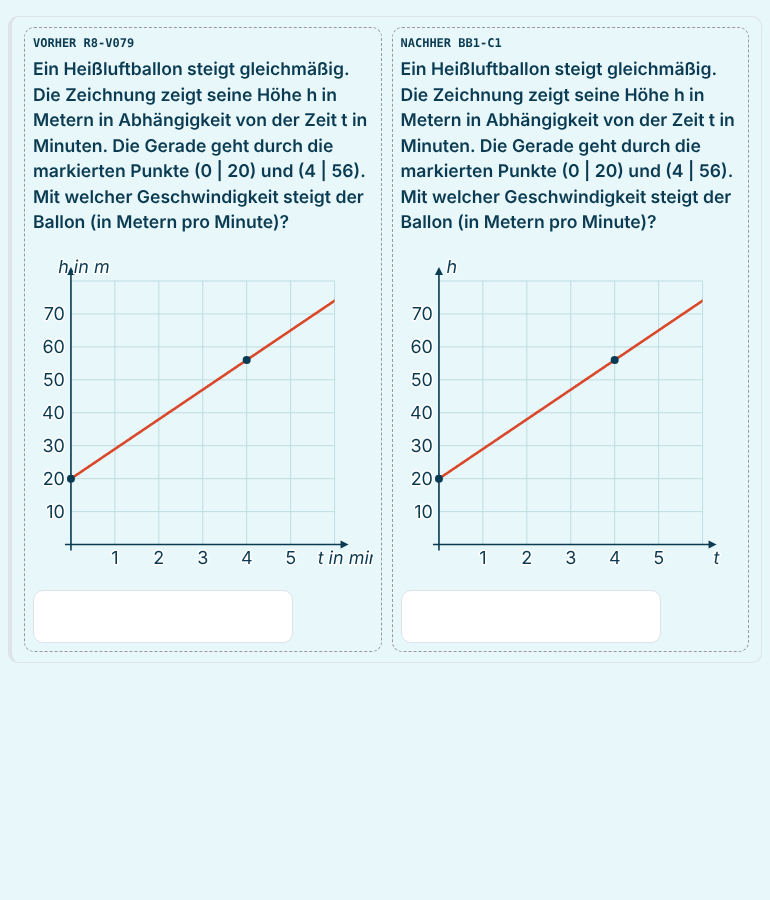 VORHER R8-V079
Ein Heißluftballon steigt gleichmäßig.
Die Zeichnung zeigt seine Höhe h in
Metern in Abhängigkeit von der Zeit t in
Minuten. Die Gerade geht durch die
markierten Punkte (0 | 20) und (4 | 56).
Mit welcher Geschwindigkeit steigt der
Ballon (in Metern pro Minute)?
h in m
70
60
50
40
30
20
10
1 2 3 4 5 t in min
NACHHER BB1-C1
Ein Heißluftballon steigt gleichmäßig.
Die Zeichnung zeigt seine Höhe h in
Metern in Abhängigkeit von der Zeit t in
Minuten. Die Gerade geht durch die
markierten Punkte (0 | 20) und (4 | 56).
Mit welcher Geschwindigkeit steigt der
Ballon (in Metern pro Minute)?
h
70
60
50
40
30
20
10
1 2 3 4 5 t